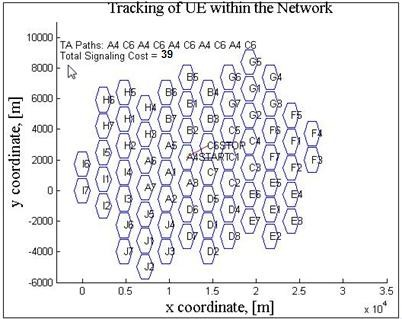 Tracking of UE within the Network
TA Paths: A4 C6 A4 C6 A4 C6 A4 C6 A4 C6
Total Signaling Cost = 39
y coordinate, [m]
10000
8000
6000
4000
2000
0
-2000
-4000
-6000
G5
B5 G6 G4
H5 G1
H6 B6 B4
H4 G7 G2 F5
H1 B1
H7 B7 B3 C5 G3 F6 F4
H3 C4 F1
H2 A5 C6STOP
I6 A6 A4START C1 F7 F3
I4 A1 C3 F2
I1 A3 C2
I7 A7 C7 E5
I3 A2 D5 E6 E4
I2 J5 D6 D4
J6 J4 D1 E7 E1 E3
J1 D7 D3 E2
J7 J3 D2
J2
0 0.5 1 1.5 2 2.5 3 3.5
x 10^4
x coordinate, [m]